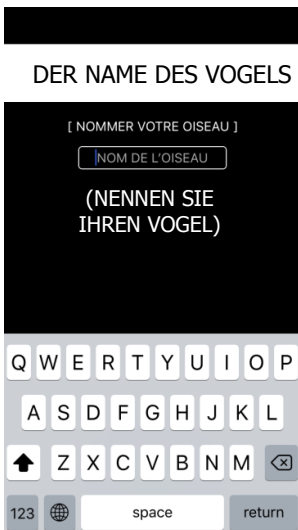 DER NAME DES VOGELS
[ NOMMER VOTRE OISEAU ]
NOM DE L'OISEAU
(NENNEN SIE
IHREN VOGEL)
Q W E R T Y U I O P
A S D F G H J K L
Z X C V B N M
123 space return